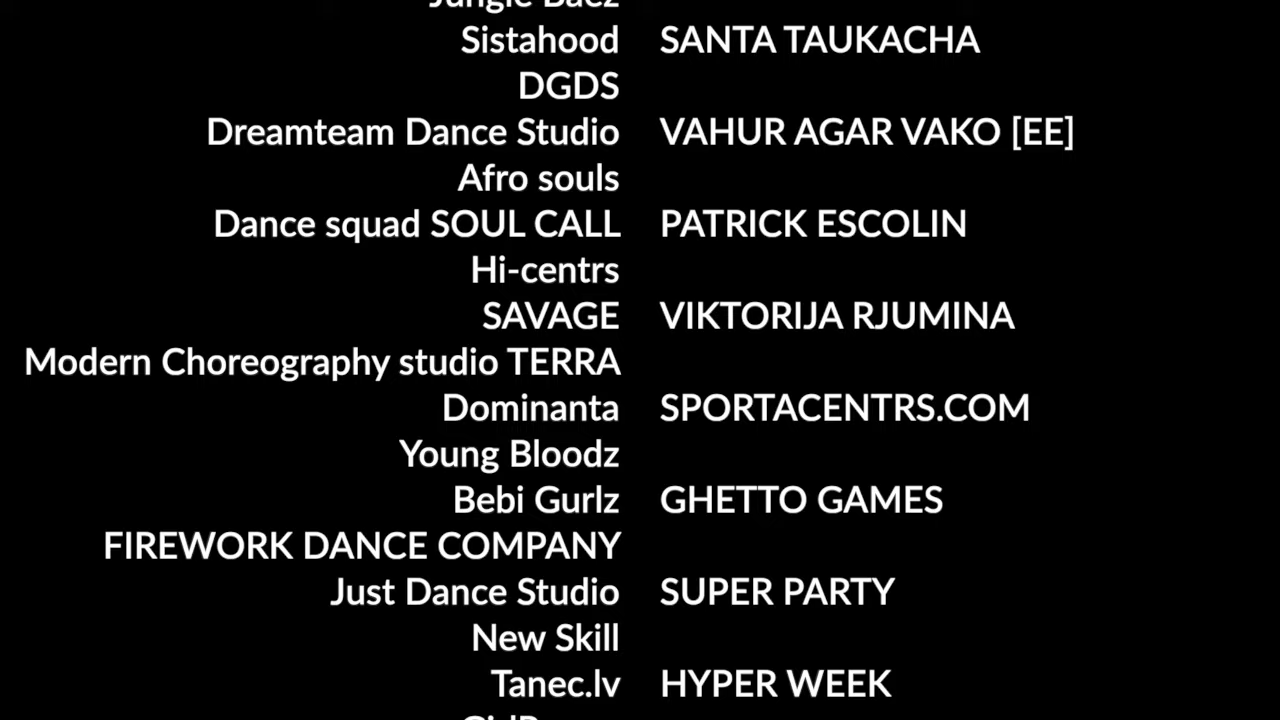 Jungle Baez
Sistahood SANTA TAUKACHA
DGDS
Dreamteam Dance Studio VAHUR AGAR VAKO [EE]
Afro souls
Dance squad SOUL CALL PATRICK ESCOLIN
Hi-centrs
SAVAGE VIKTORIJA RJUMINA
Modern Choreography studio TERRA
Dominanta SPORTACENTRS.COM
Young Bloodz
Bebi Gurlz GHETTO GAMES
FIREWORK DANCE COMPANY
Just Dance Studio SUPER PARTY
New Skill
Tanec.lv HYPER WEEK